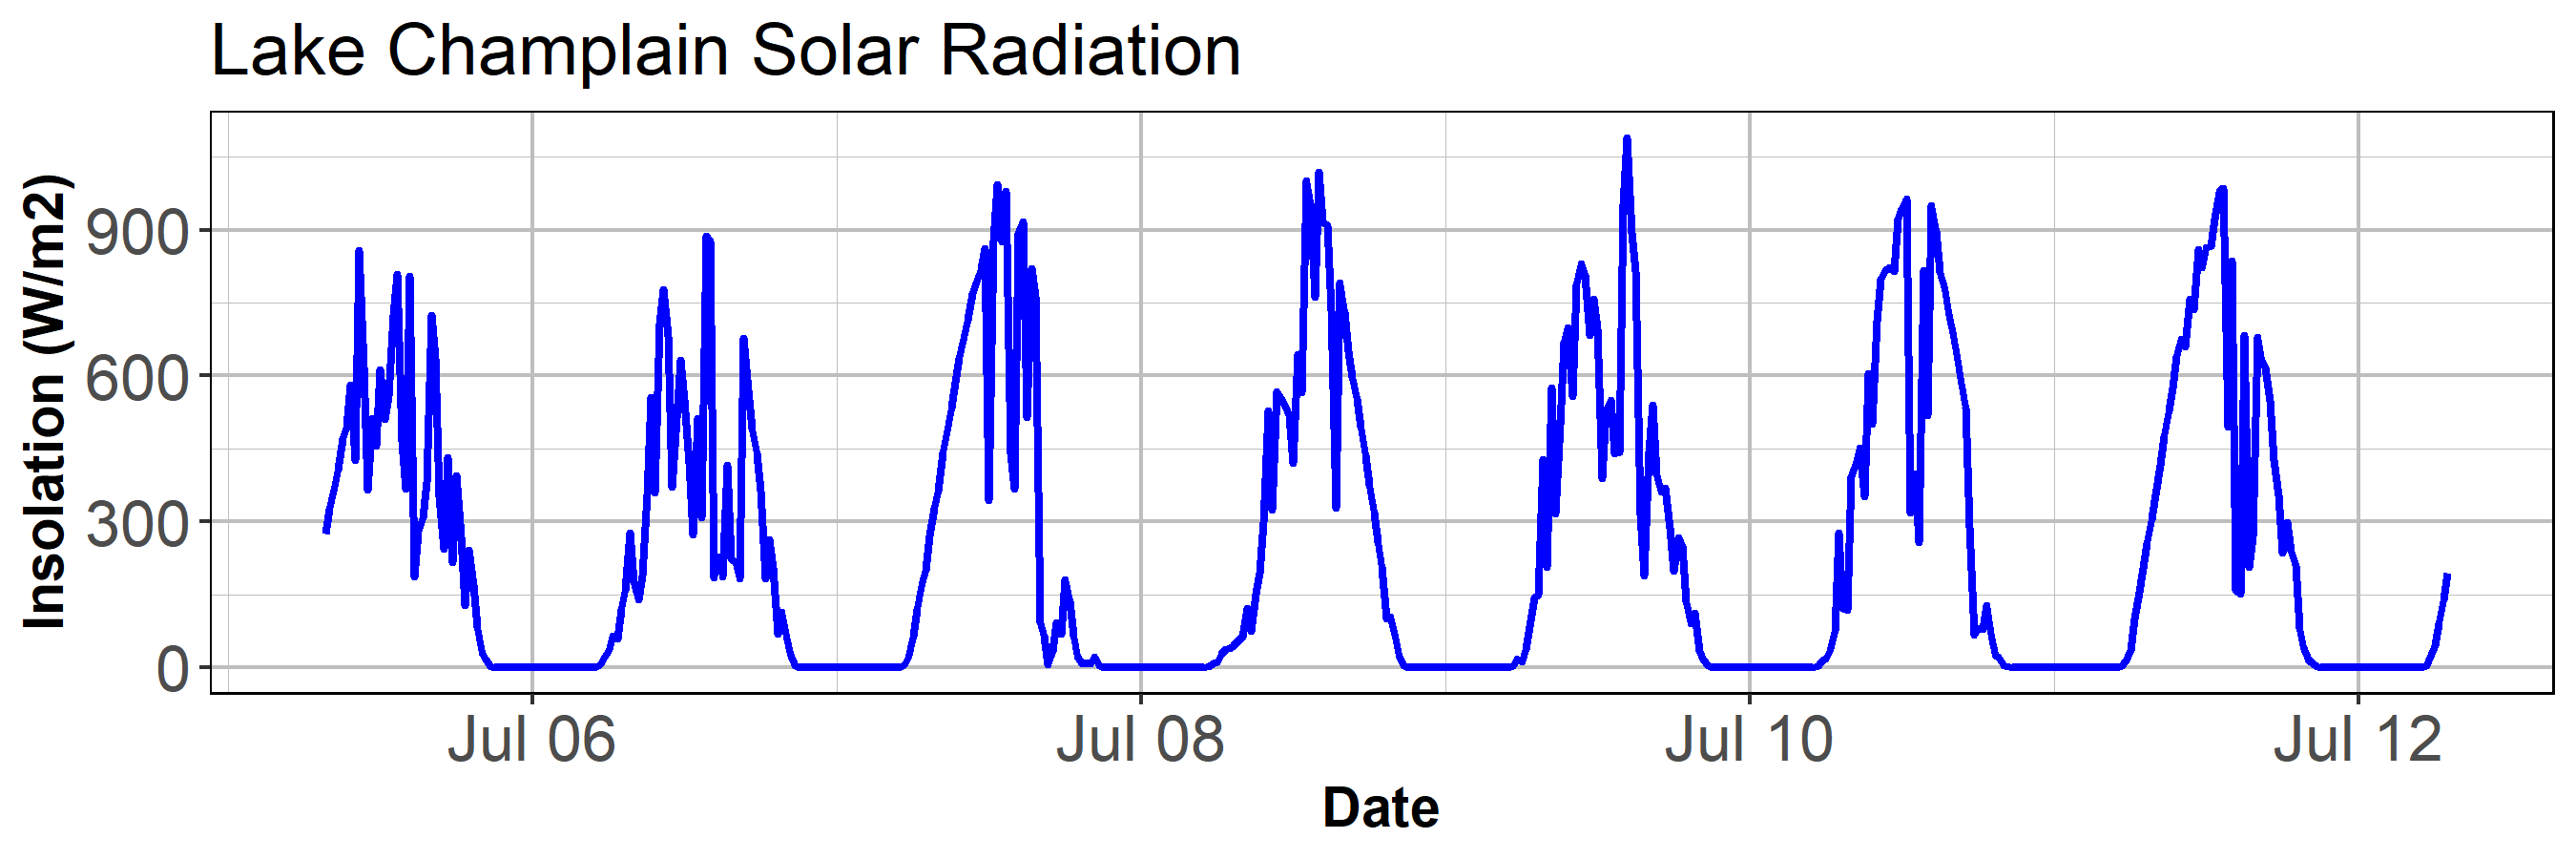 Lake Champlain Solar Radiation
Insolation (W/m2)
900
600
300
0
Jul 06 Jul 08 Jul 10 Jul 12
Date